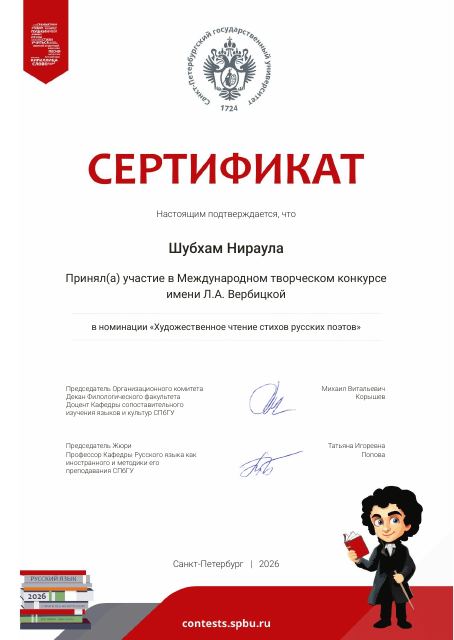 Санкт-Петербургский государственный университет
1724
СЕРТИФИКАТ
Настоящим подтверждается, что
Шубхам Нираула
Принял(а) участие в Международном творческом конкурсе
имени Л.А. Вербицкой
в номинации «Художественное чтение стихов русских поэтов»
Председатель Организационного комитета
Декан Филологического факультета
Доцент Кафедры сопоставительного
изучения языков и культур СПбГУ
Михаил Витальевич
Корышев
Председатель Жюри
Профессор Кафедры Русского языка как
иностранного и методики его
преподавания СПбГУ
Татьяна Игоревна
Попова
Санкт-Петербург | 2026
РУССКИЙ ЯЗЫК
2026
contests.spbu.ru